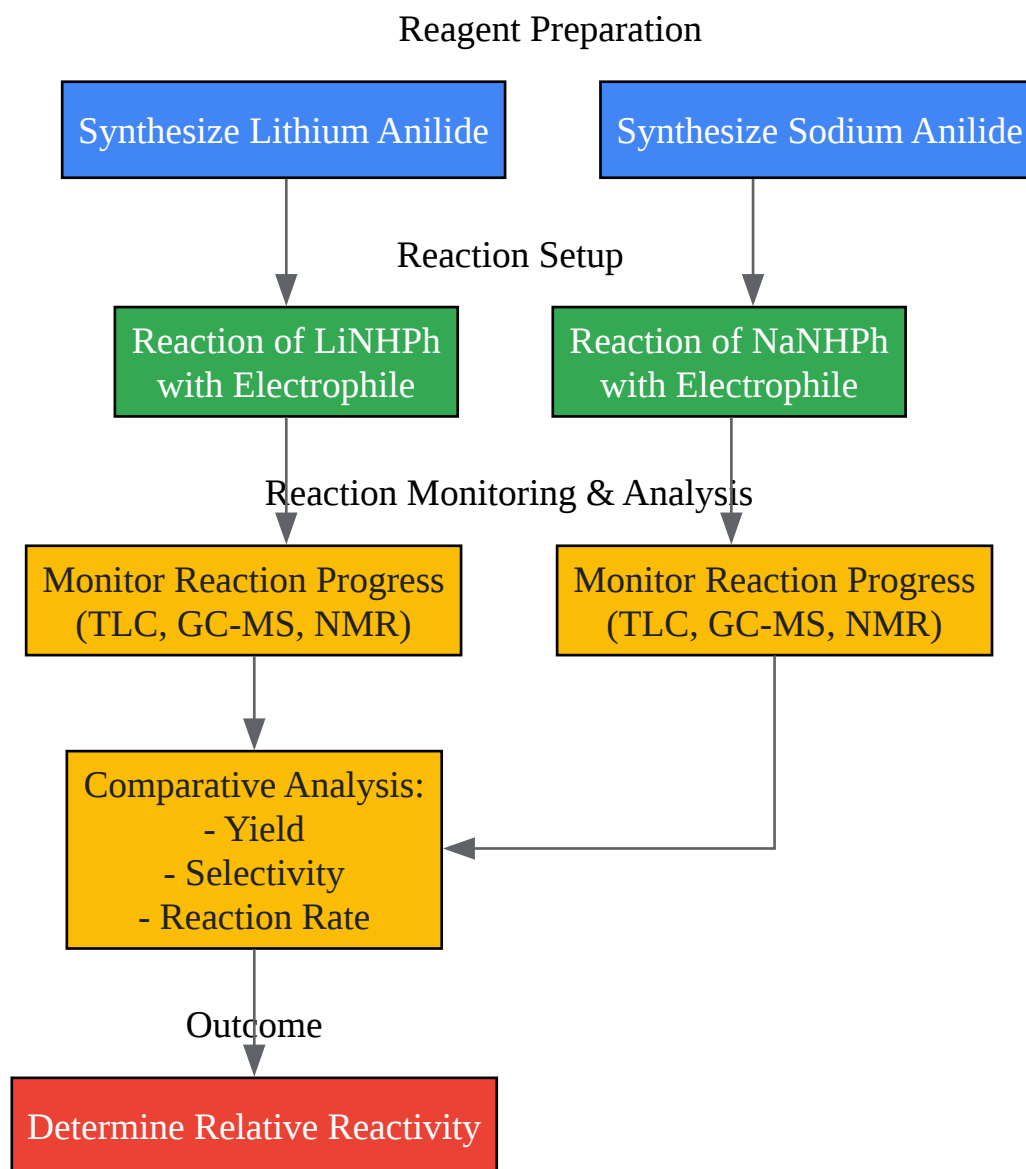 Reagent Preparation
Synthesize Lithium Anilide
Synthesize Sodium Anilide
Reaction Setup
Reaction of LiNHPh
with Electrophile
Reaction of NaNHPh
with Electrophile
Reaction Monitoring & Analysis
Monitor Reaction Progress
(TLC, GC-MS, NMR)
Monitor Reaction Progress
(TLC, GC-MS, NMR)
Comparative Analysis:
- Yield
- Selectivity
- Reaction Rate
Outcome
Determine Relative Reactivity